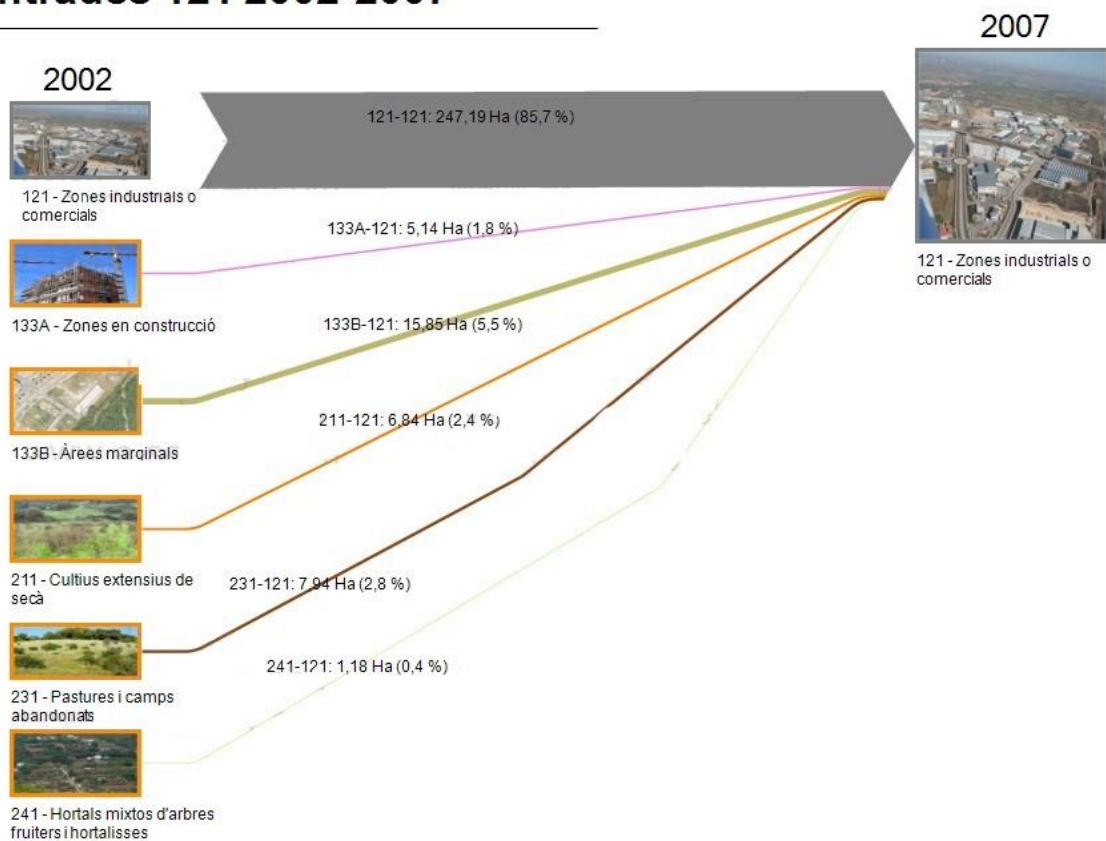 2007
2002
121-121: 247,19 Ha (85,7 %)
121 - Zones industrials o
comercials
133A-121: 5,14 Ha (1,8 %)
121 - Zones industrials o
comercials
133A - Zones en construcció
133B-121: 15,85 Ha (5,5 %)
211-121: 6,84 Ha (2,4 %)
133B - Àrees marginals
211 - Cultius extensius de
secà
231-121: 7,94 Ha (2,8 %)
241-121: 1,18 Ha (0,4 %)
231 - Pastures i camps
abandonats
241 - Hortals mixtos d'arbres
fruiters i hortalisses